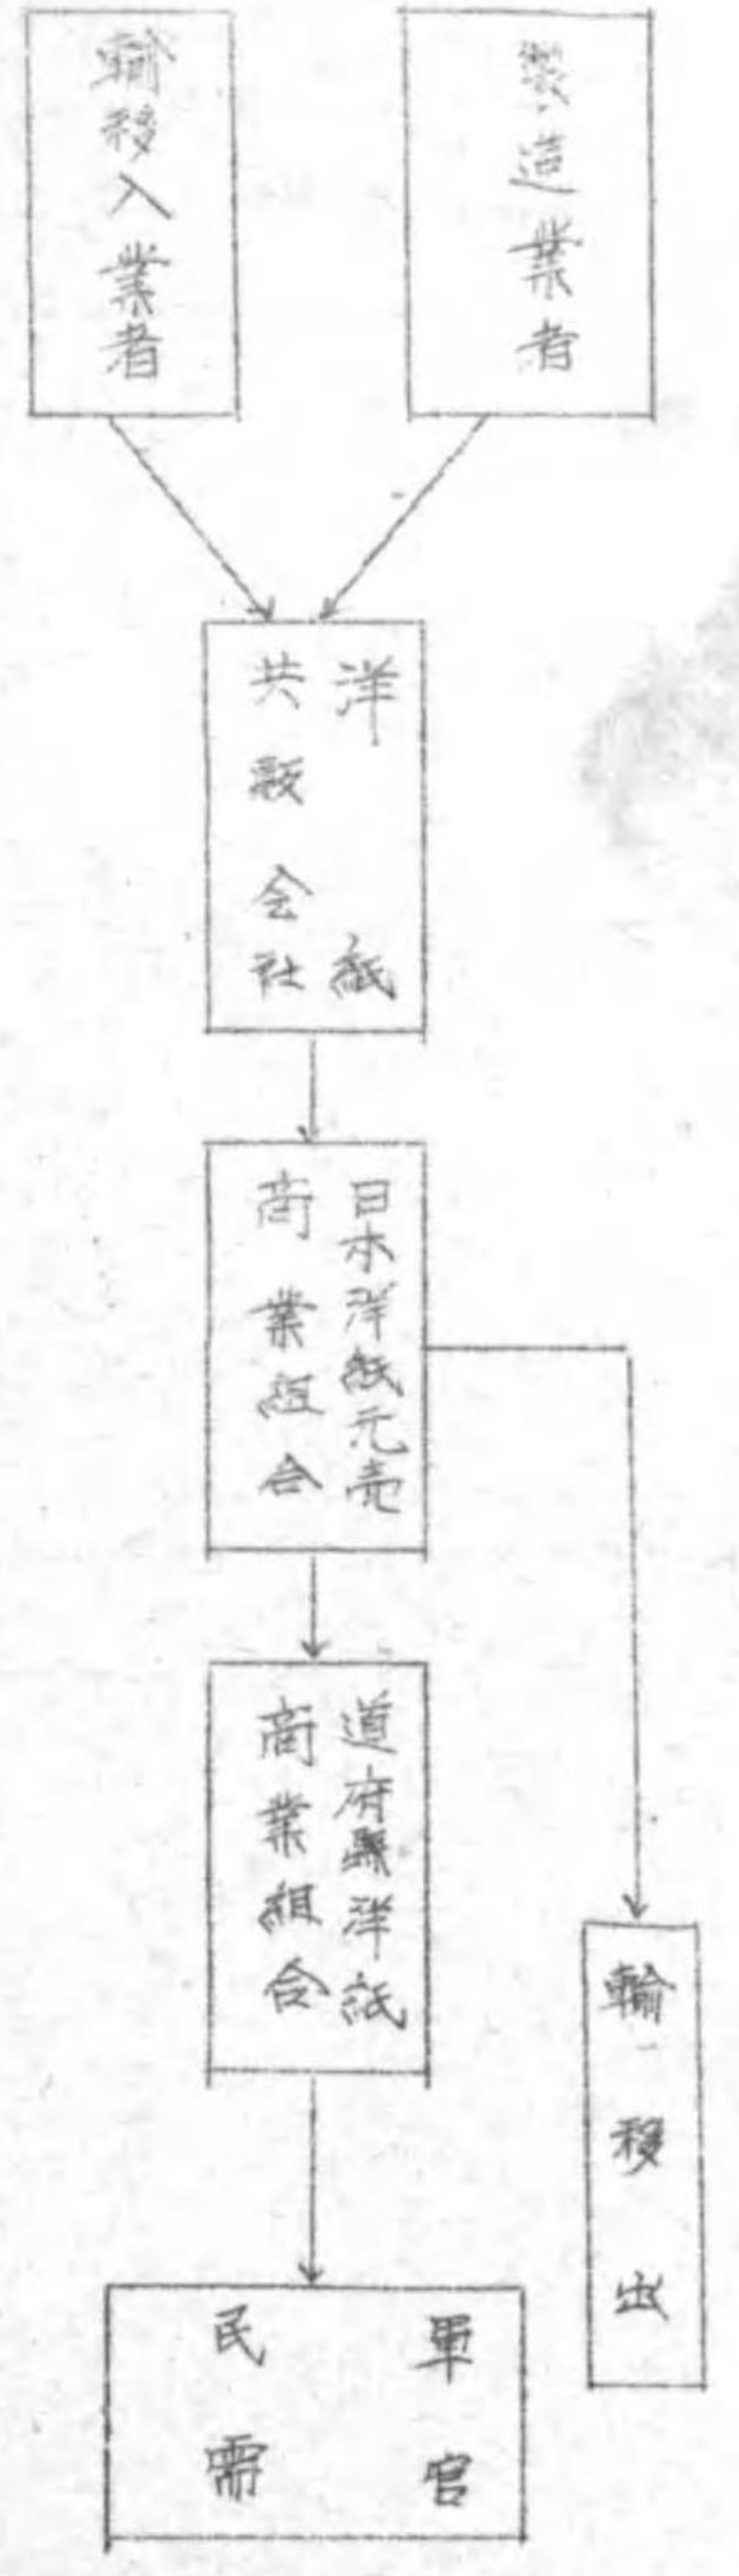 製造業者
輸移入業者
洋紙
共販会社
日本洋紙元売
商業組合
道府縣洋紙
商業組合
輸移出
軍官
民需